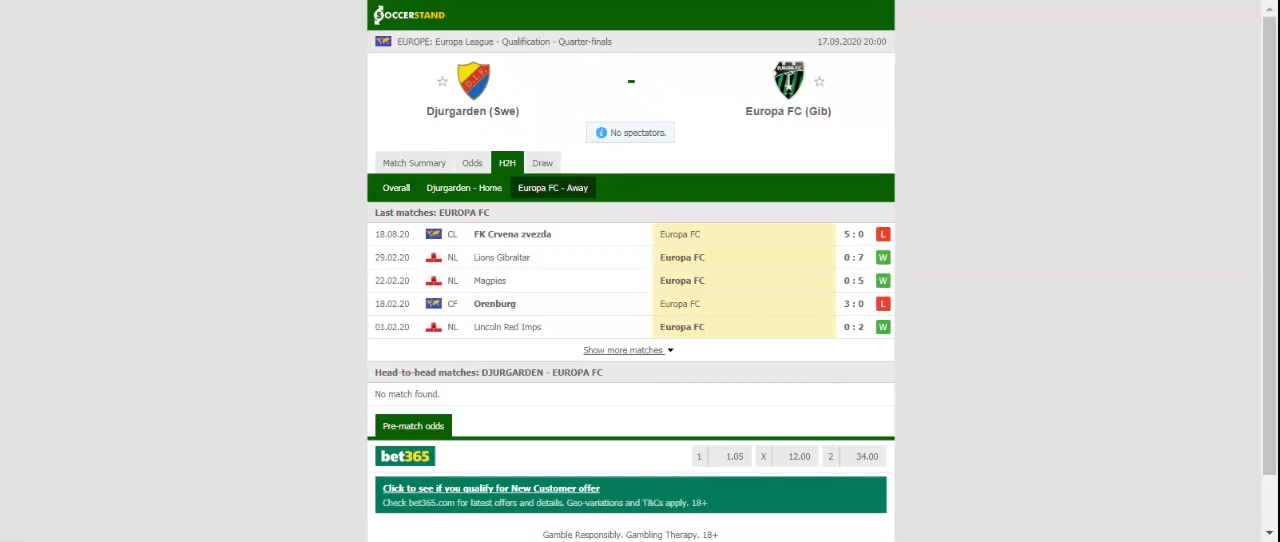 SOCCERSTAND
EUROPE: Europa League - Qualification - Quarter-finals 17.09.2020 20:00
EUROPA FC
D.I.F.
-
Djurgarden (Swe) Europa FC (Gib)
No spectators.
Match Summary Odds H2H Draw
Overall Djurgarden - Home Europa FC - Away
Last matches: EUROPA FC
18.08.20 CL FK Crvena zvezda Europa FC 5 : 0 L
29.02.20 NL Lions Gibraltar Europa FC 0 : 7 W
22.02.20 NL Magpies Europa FC 0 : 5 W
18.02.20 CF Orenburg Europa FC 3 : 0 L
01.02.20 NL Lincoln Red Imps Europa FC 0 : 2 W
Show more matches
Head-to-head matches: DJURGARDEN - EUROPA FC
No match found.
Pre-match odds
bet365 1 1.05 X 12.00 2 34.00
Click to see if you qualify for New Customer offer
Check bet365.com for latest offers and details. Geo-variations and T&Cs apply. 18+
Gamble Responsibly. Gambling Therapy. 18+